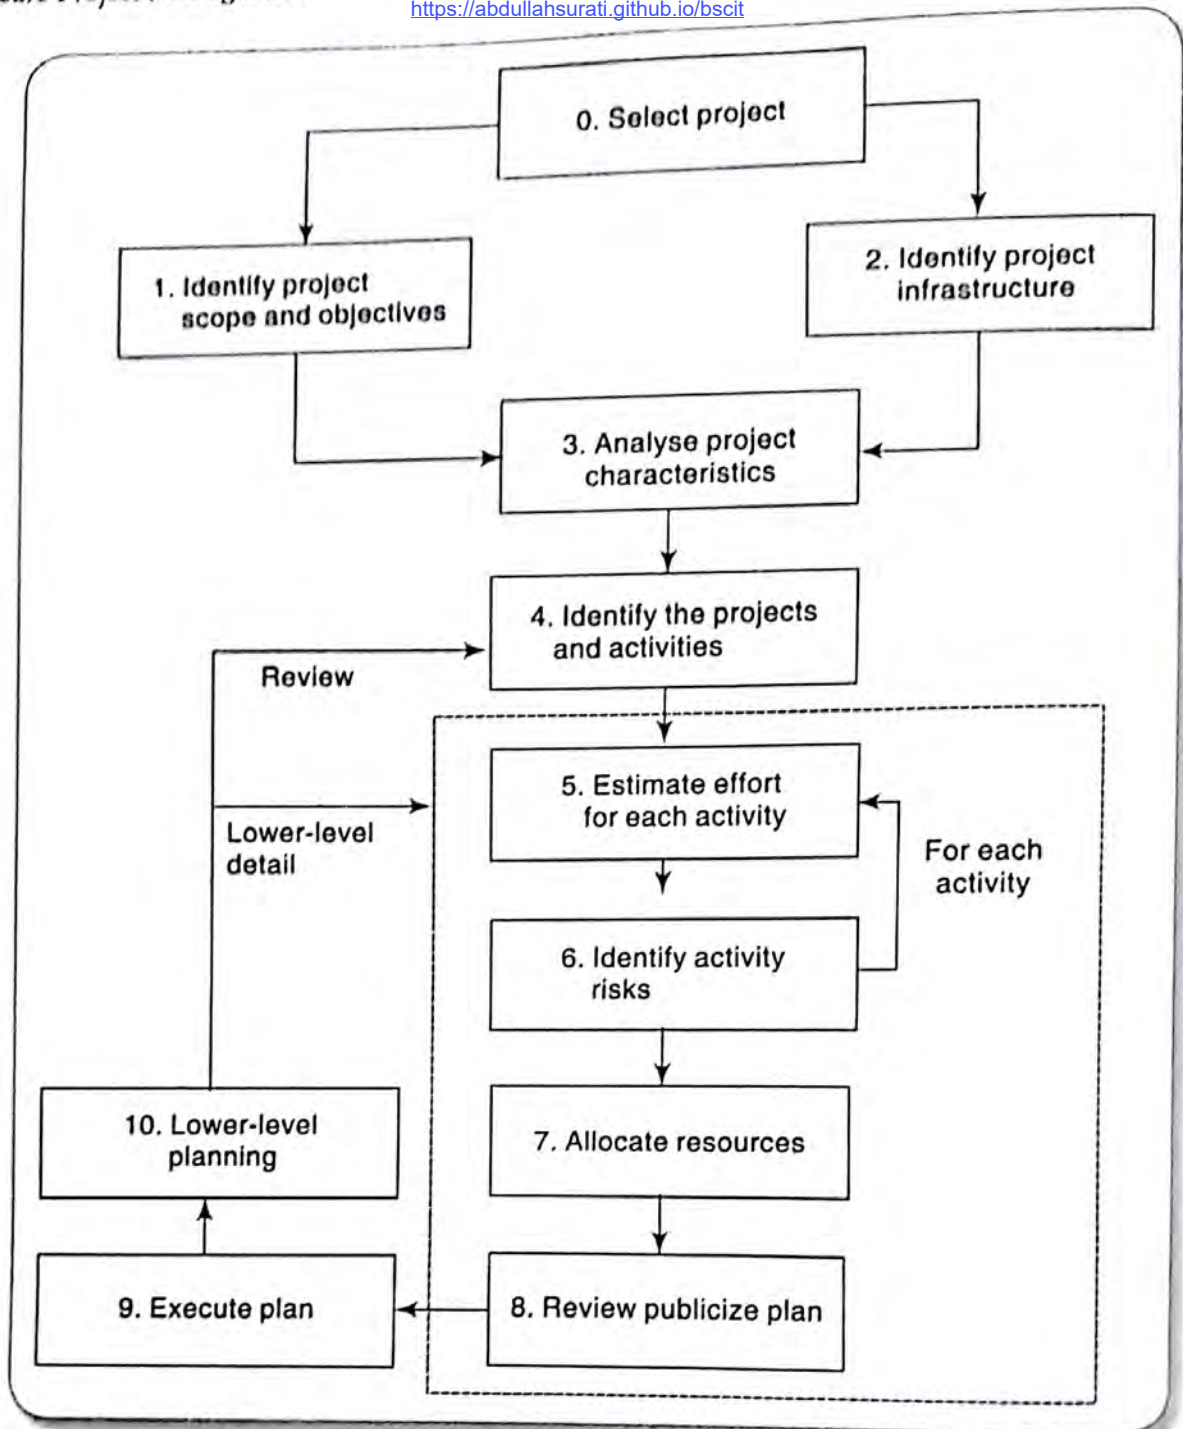 https://abdullahsurati.github.io/bscit
0. Select project
1. Identify project
scope and objectives
2. Identify project
infrastructure
3. Analyse project
characteristics
4. Identify the projects
and activities
Review
5. Estimate effort
for each activity
Lower-level
detail
For each
activity
6. Identify activity
risks
7. Allocate resources
10. Lower-level
planning
8. Review publicize plan
9. Execute plan